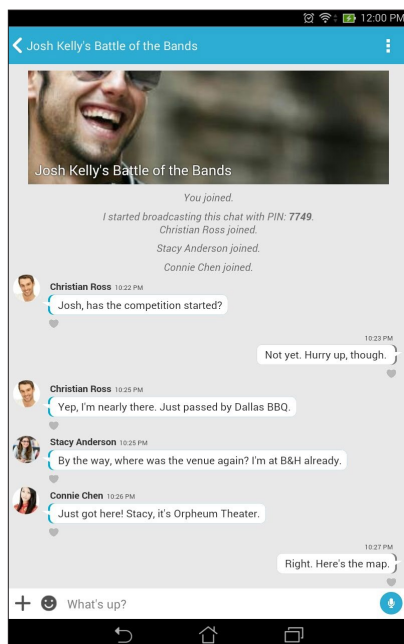 12:00 PM
Josh Kelly's Battle of the Bands
Josh Kelly's Battle of the Bands
You joined.
I started broadcasting this chat with PIN: 7749.
Christian Ross joined.
Stacy Anderson joined.
Connie Chen joined.
Christian Ross 10:22 PM
Josh, has the competition started?
10:23 PM
Not yet. Hurry up, though.
Christian Ross 10:25 PM
Yep, I'm nearly there. Just passed by Dallas BBQ.
Stacy Anderson 10:25 PM
By the way, where was the venue again? I'm at B&H already.
Connie Chen 10:26 PM
Just got here! Stacy, it's Orpheum Theater.
10:27 PM
Right. Here's the map.
What's up?